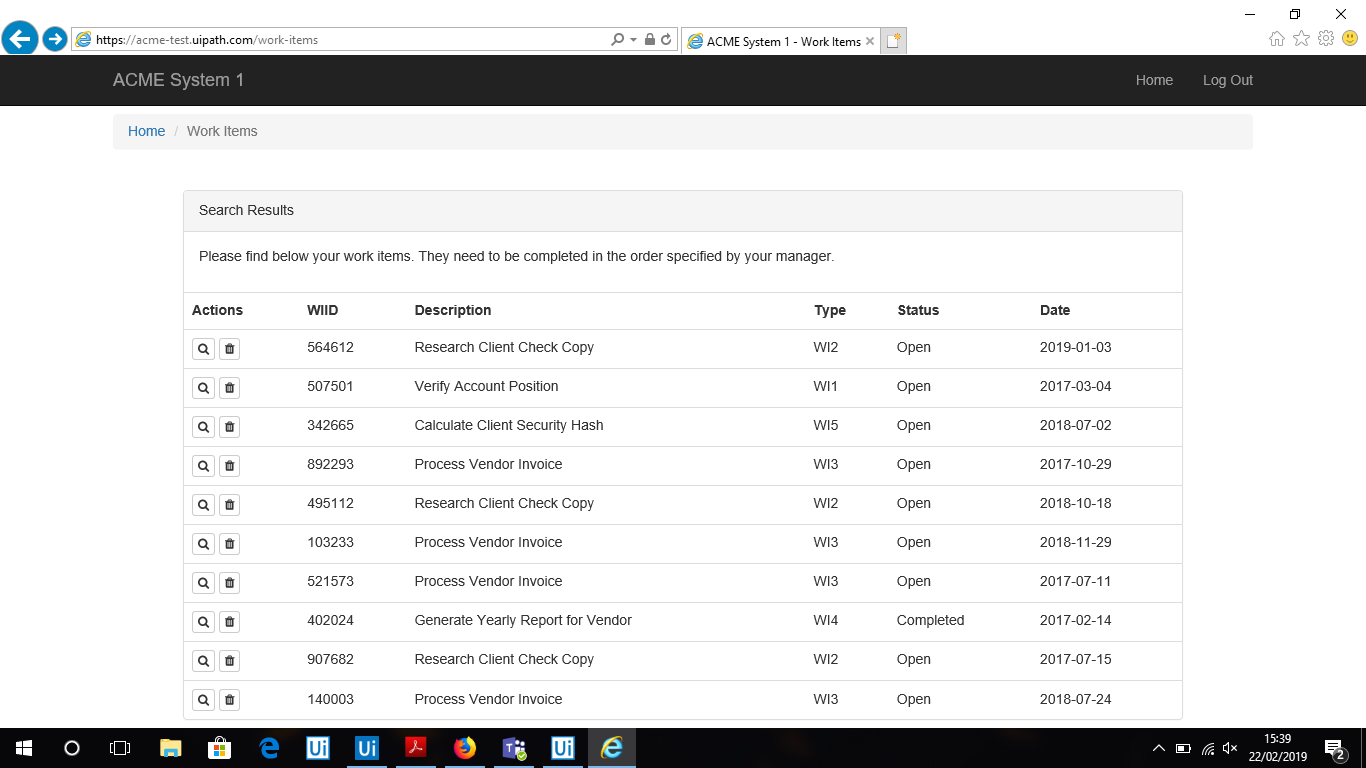 https://acme-test.uipath.com/work-items
ACME System 1 - Work Items
ACME System 1 Home Log Out
Home / Work Items
Search Results
Please find below your work items. They need to be completed in the order specified by your manager.
Actions WIID Description Type Status Date
564612 Research Client Check Copy WI2 Open 2019-01-03
507501 Verify Account Position WI1 Open 2017-03-04
342665 Calculate Client Security Hash WI5 Open 2018-07-02
892293 Process Vendor Invoice WI3 Open 2017-10-29
495112 Research Client Check Copy WI2 Open 2018-10-18
103233 Process Vendor Invoice WI3 Open 2018-11-29
521573 Process Vendor Invoice WI3 Open 2017-07-11
402024 Generate Yearly Report for Vendor WI4 Completed 2017-02-14
907682 Research Client Check Copy WI2 Open 2017-07-15
140003 Process Vendor Invoice WI3 Open 2018-07-24
Ui Ui Ui
15:39
22/02/2019
2